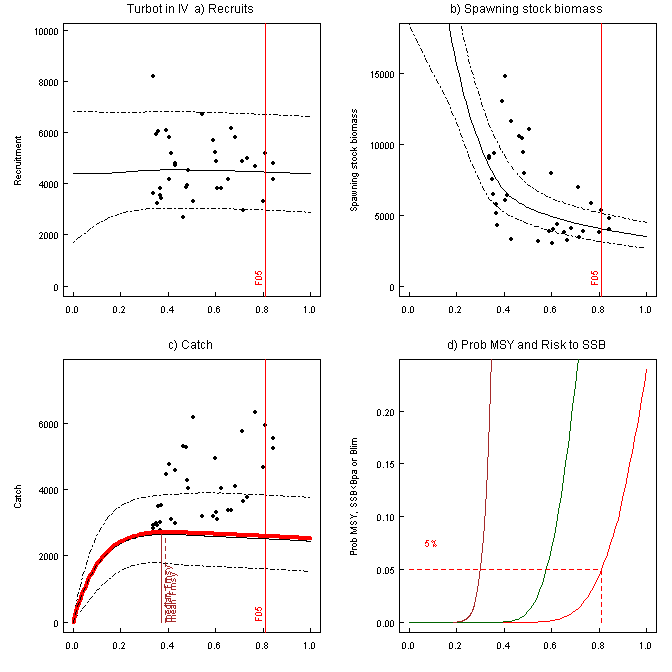 Turbot in IV a) Recruits
10000
8000
6000
4000
2000
0
Recruitment
F05
0.0 0.2 0.4 0.6 0.8 1.0
b) Spawning stock biomass
15000
10000
5000
0
Spawning stock biomass
F05
0.0 0.2 0.4 0.6 0.8 1.0
c) Catch
6000
4000
2000
0
Catch
median Fmsy
mean Fmsy
F05
0.0 0.2 0.4 0.6 0.8 1.0
d) Prob MSY and Risk to SSB
0.20
0.15
0.10
0.05
0.00
Prob MSY, SSB<Bpa or Blim
5%
0.0 0.2 0.4 0.6 0.8 1.0